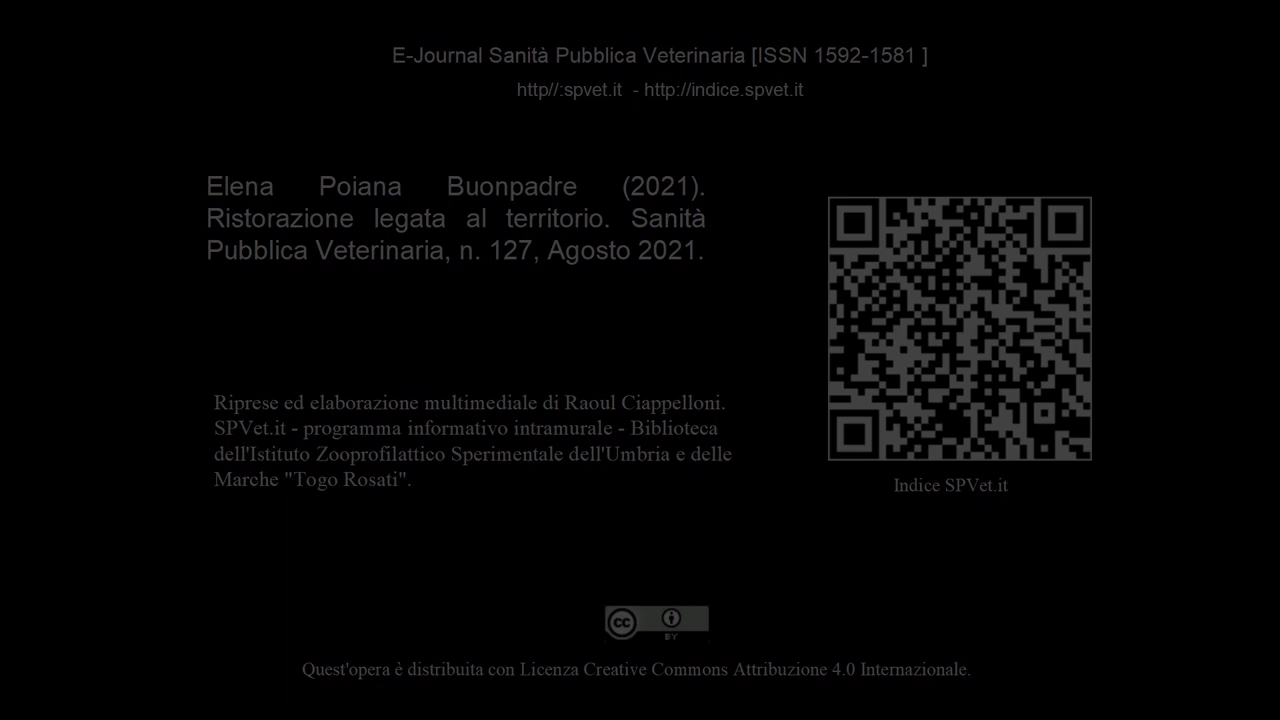 E-Journal Sanità Pubblica Veterinaria [ISSN 1592-1581 ]
http//:spvet.it - http://indice.spvet.it
Elena Poiana Buonpadre (2021).
Ristorazione legata al territorio. Sanità
Pubblica Veterinaria, n. 127, Agosto 2021.
Riprese ed elaborazione multimediale di Raoul Ciappelloni.
SPVet.it - programma informativo intramurale - Biblioteca
dell'Istituto Zooprofilattico Sperimentale dell'Umbria e delle
Marche "Togo Rosati".
Indice SPVet.it
cc
BY
Quest'opera è distribuita con Licenza Creative Commons Attribuzione 4.0 Internazionale.